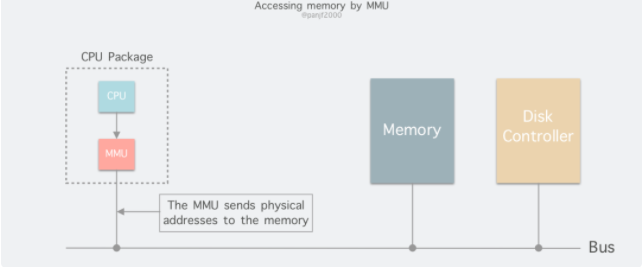 Accessing memory by MMU
@panjf2000
CPU Package
CPU
MMU
Memory
Disk
Controller
The MMU sends physical
addresses to the memory
Bus